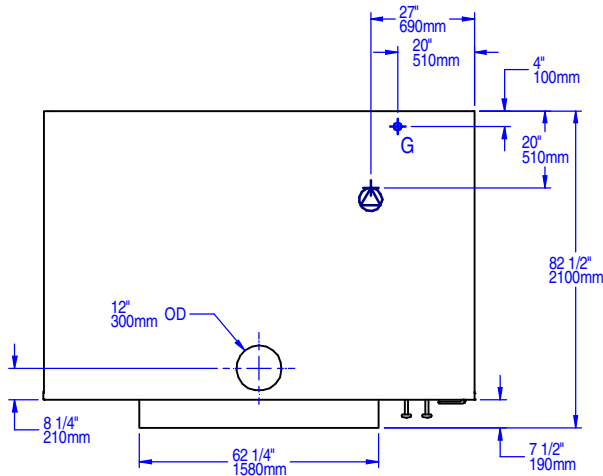 27"
690mm
20"
510mm
4"
100mm
G
20"
510mm
82 1/2"
2100mm
12"
300mm OD
8 1/4"
210mm
62 1/4"
1580mm
7 1/2"
190mm